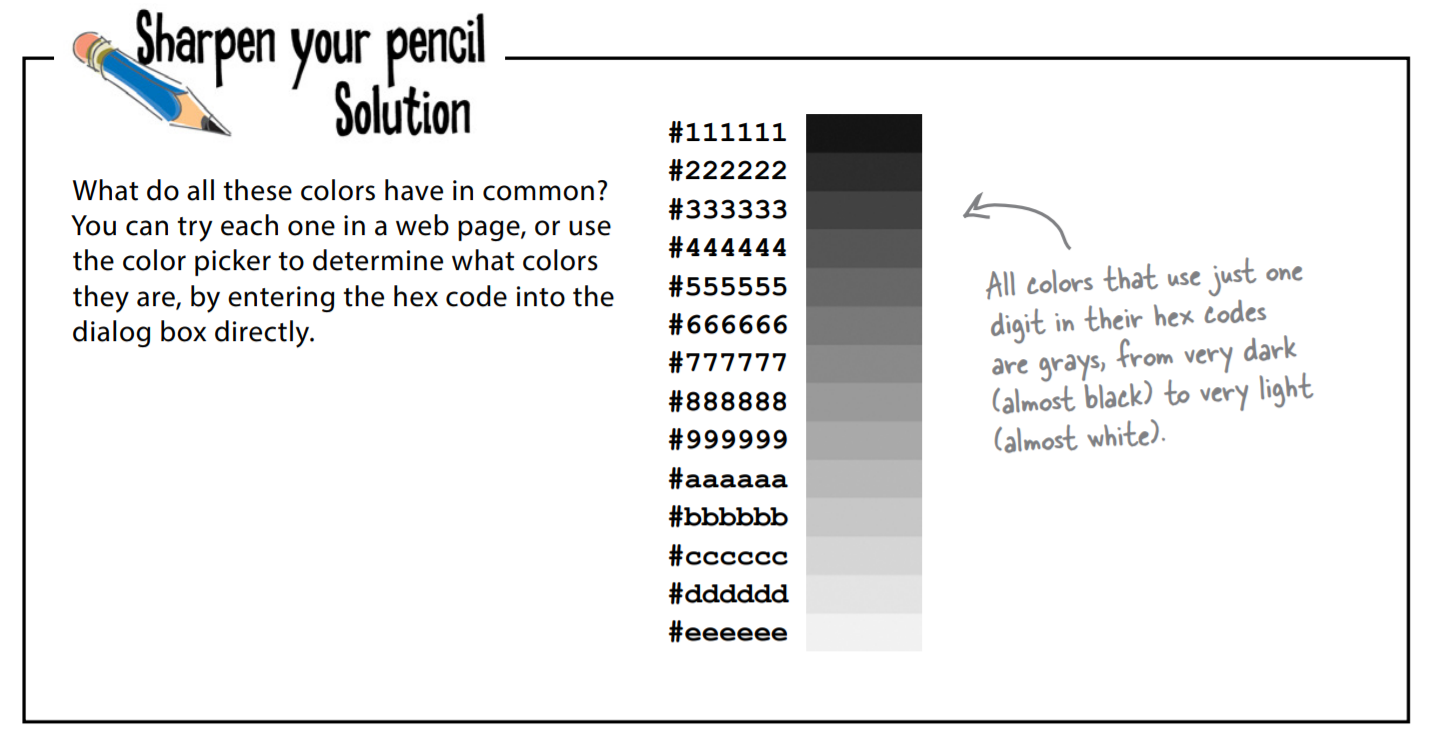 Sharpen your pencil
Solution
What do all these colors have in common?
You can try each one in a web page, or use
the color picker to determine what colors
they are, by entering the hex code into the
dialog box directly.
#111111
#222222
#333333
#444444
#555555
#666666
#777777
#888888
#999999
#aaaaaa
#bbbbbb
#cccccc
#dddddd
#eeeeee
All colors that use just one
digit in their hex codes
are grays, from very dark
(almost black) to very light
(almost white).